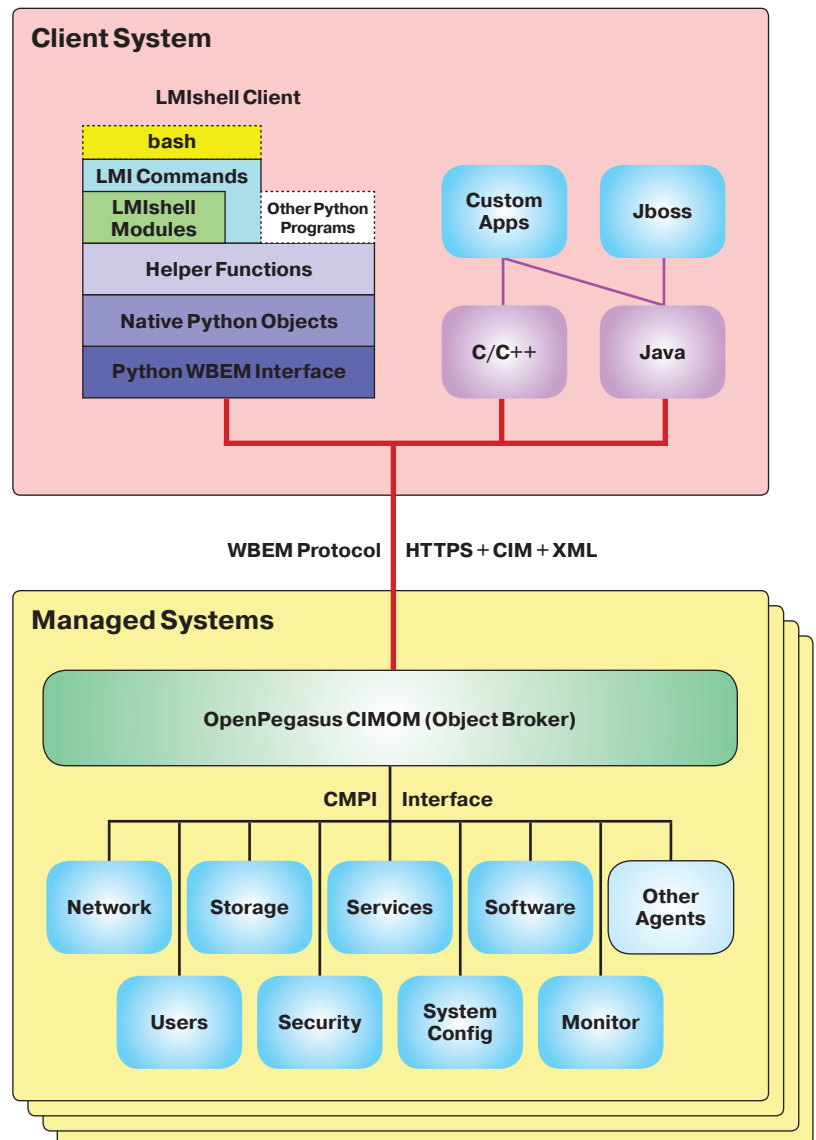 Client System
LMIshell Client
bash
LMI Commands
LMIshell
Modules
Other Python
Programs
Helper Functions
Native Python Objects
Python WBEM Interface
Custom
Apps
Jboss
C/C++
Java
WBEM Protocol HTTPS + CIM + XML
Managed Systems
OpenPegasus CIMOM (Object Broker)
CMPI Interface
Network
Storage
Services
Software
Other
Agents
Users
Security
System
Config
Monitor